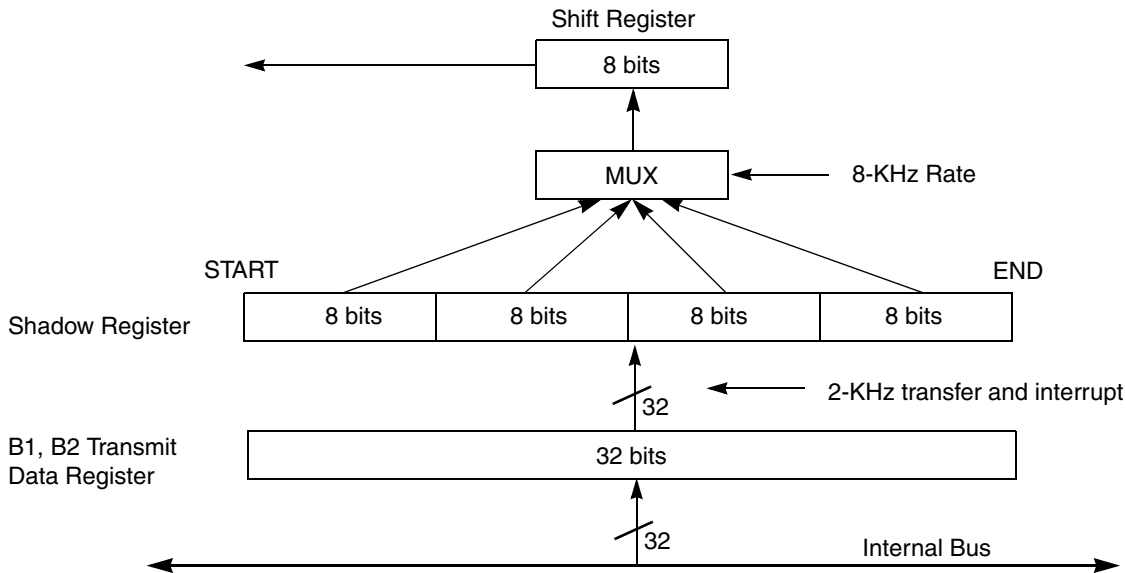 Shift Register
8 bits
MUX
8-KHz Rate
START
END
Shadow Register
8 bits
8 bits
8 bits
8 bits
32
2-KHz transfer and interrupt
B1, B2 Transmit
Data Register
32 bits
32
Internal Bus